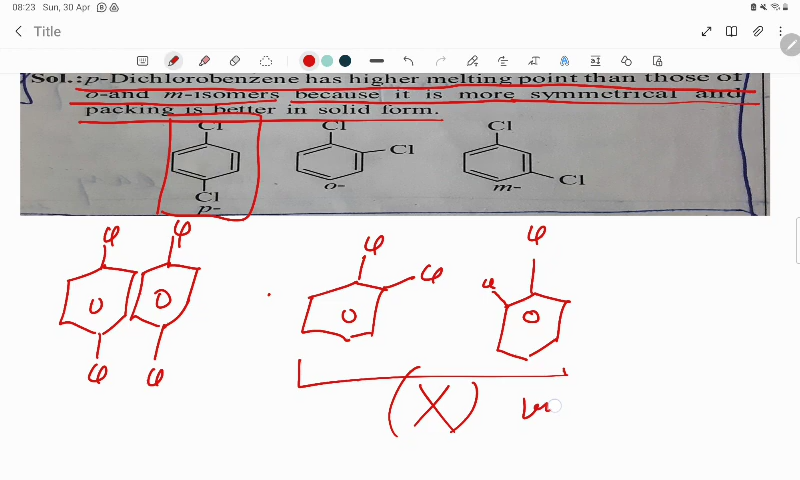 08:23 Sun, 30 Apr
Title
Sol.: p-Dichlorobenzene has higher melting point than those of
o-and m-isomers because it is more symmetrical and
packing is better in solid form.
Cl Cl Cl
Cl
Cl
Cl
p- o- m-
Cl Cl Cl Cl
Cl Cl
Cl Cl
(X)